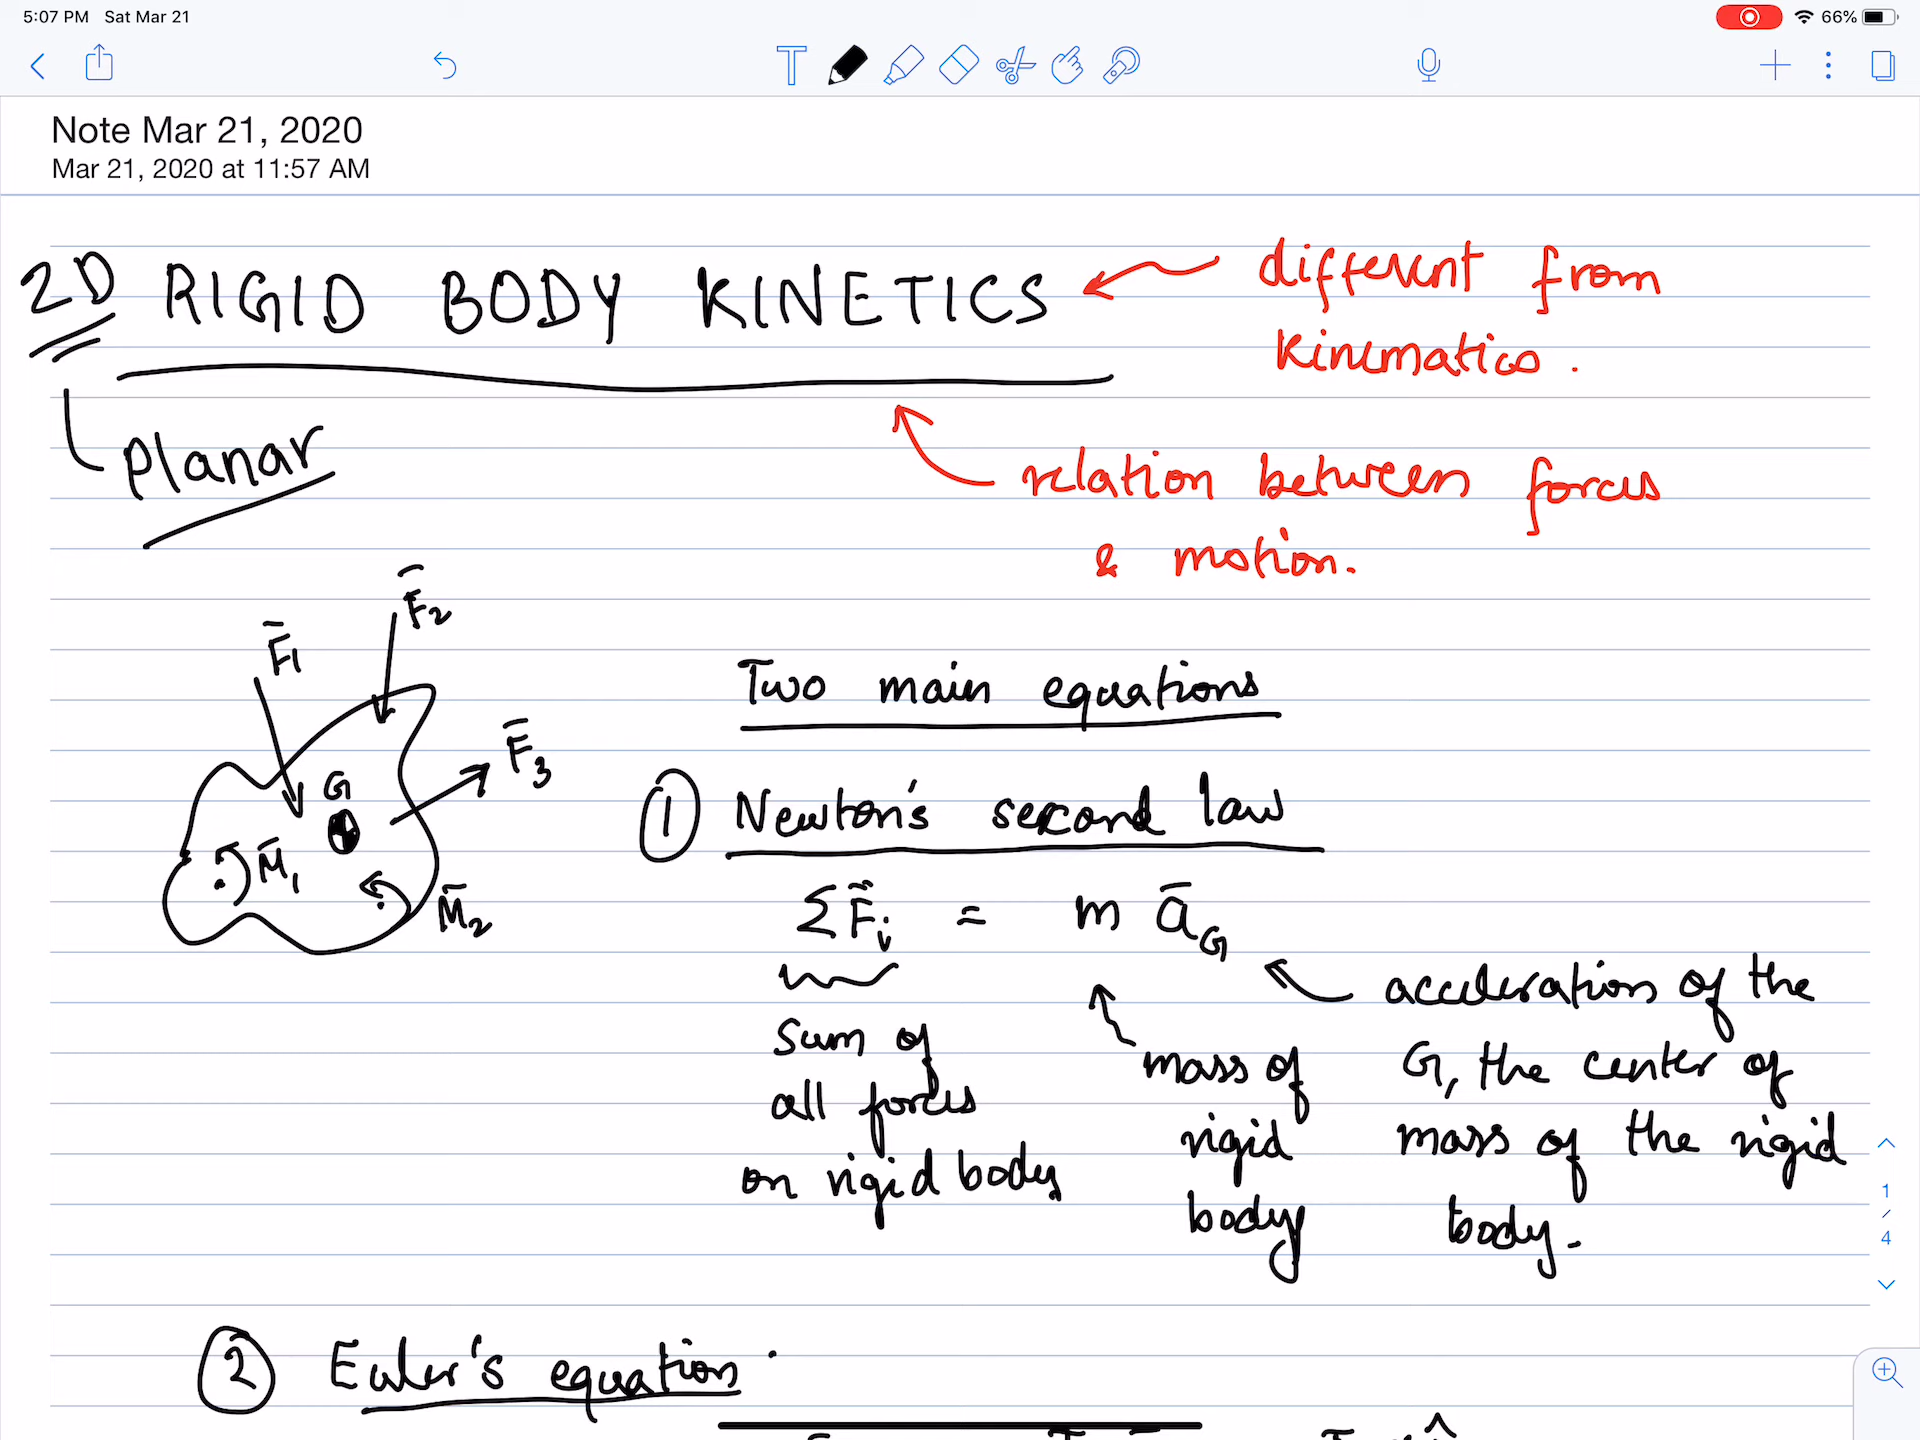 5:07 PM Sat Mar 21
66%
Note Mar 21, 2020
Mar 21, 2020 at 11:57 AM
2D RIGID BODY KINETICS
different from
kinematics.
planar
relation between forces
& motion.
F̄₁
F̄₂
F̄₃
G
M̄₁
M̄₂
Two main equations
① Newton's second law
ΣF̄ᵢ = m ā_G
sum of
all forces
on rigid body
mass of
rigid
body
acceleration of the
G, the center of
mass of the rigid
body.
1
/
4
② Euler's equation